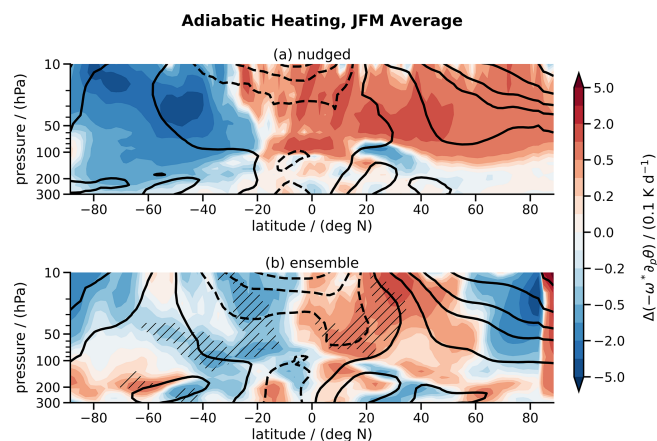 Adiabatic Heating, JFM Average
(a) nudged
10
50
100
200
300
pressure / (hPa)
−80 −60 −40 −20 0 20 40 60 80
latitude / (deg N)
(b) ensemble
10
50
100
200
300
pressure / (hPa)
−80 −60 −40 −20 0 20 40 60 80
latitude / (deg N)
5.0
2.0
0.5
0.2
0.0
−0.2
−0.5
−2.0
−5.0
Δ(−ω* ∂ₚθ) / (0.1 K d⁻¹)